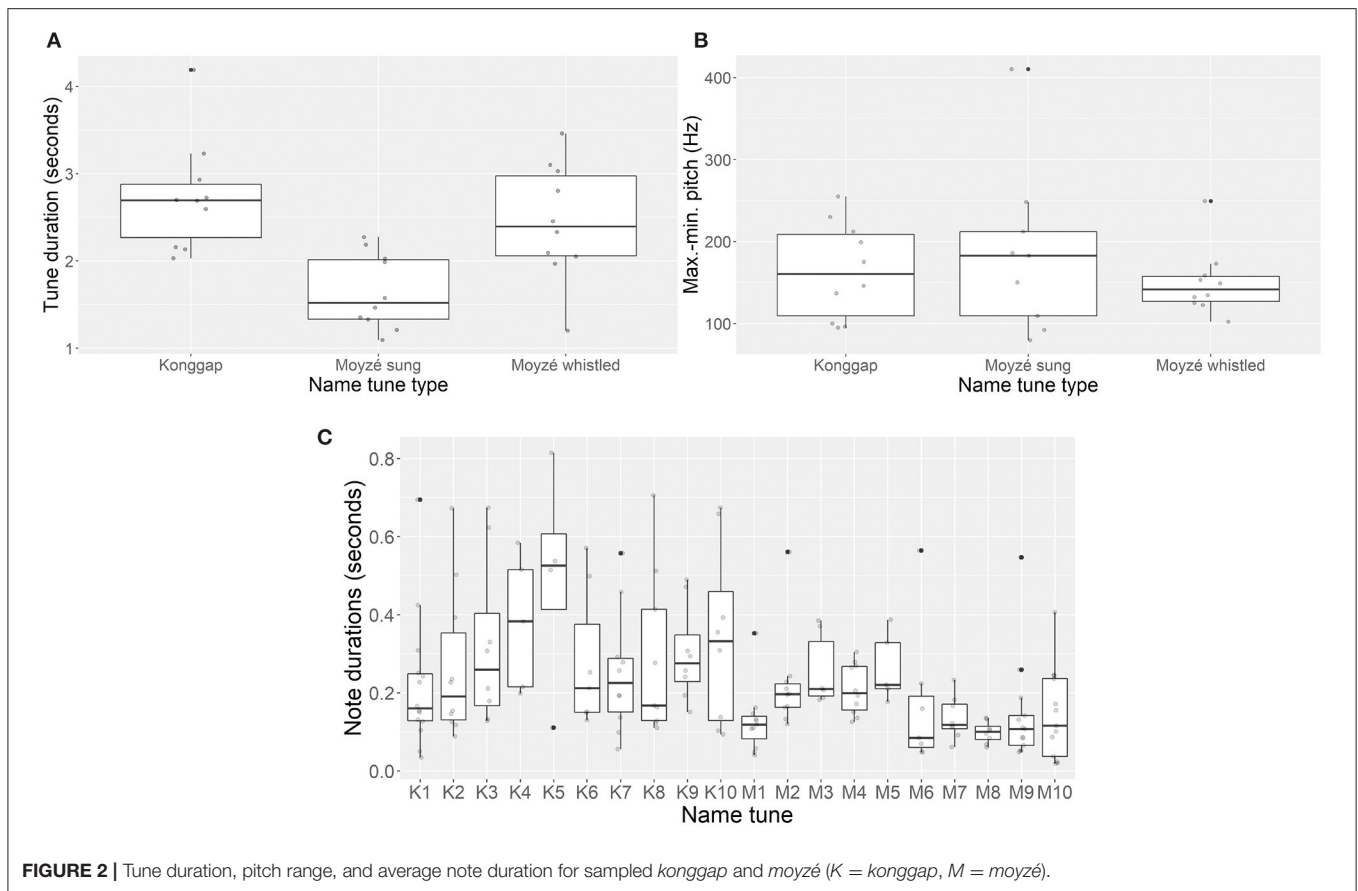 A
Tune duration (seconds)
4
3
2
1
Konggap Moyzé sung Moyzé whistled
Name tune type
B
Max.-min. pitch (Hz)
400
300
200
100
Konggap Moyzé sung Moyzé whistled
Name tune type
C
Note durations (seconds)
0.8
0.6
0.4
0.2
0.0
K1 K2 K3 K4 K5 K6 K7 K8 K9 K10 M1 M2 M3 M4 M5 M6 M7 M8 M9 M10
Name tune
FIGURE 2 | Tune duration, pitch range, and average note duration for sampled konggap and moyzé (K = konggap, M = moyzé).